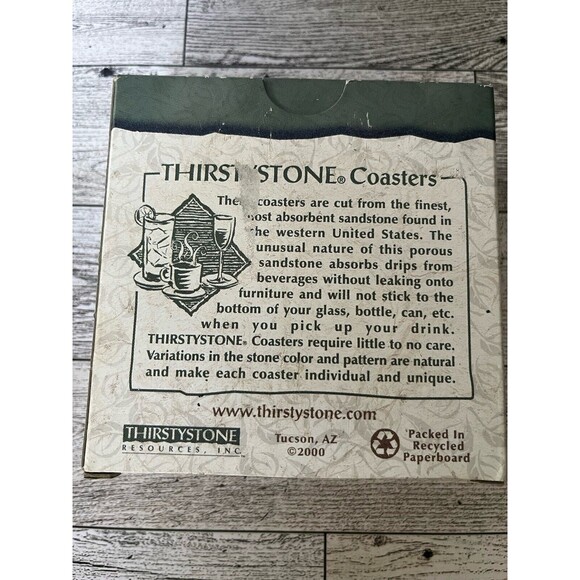 THIRSTYSTONE® Coasters
coasters are cut from the finest,
most absorbent sandstone found in
the western United States. The
unusual nature of this porous
sandstone absorbs drips from
beverages without leaking onto
furniture and will not stick to the
bottom of your glass, bottle, can, etc.
when you pick up your drink.
THIRSTYSTONE® Coasters require little to no care.
Variations in the stone color and pattern are natural
and make each coaster individual and unique.
www.thirstystone.com
THIRSTYSTONE
RESOURCES, INC.
Tucson, AZ
©2000
Packed In
Recycled
Paperboard